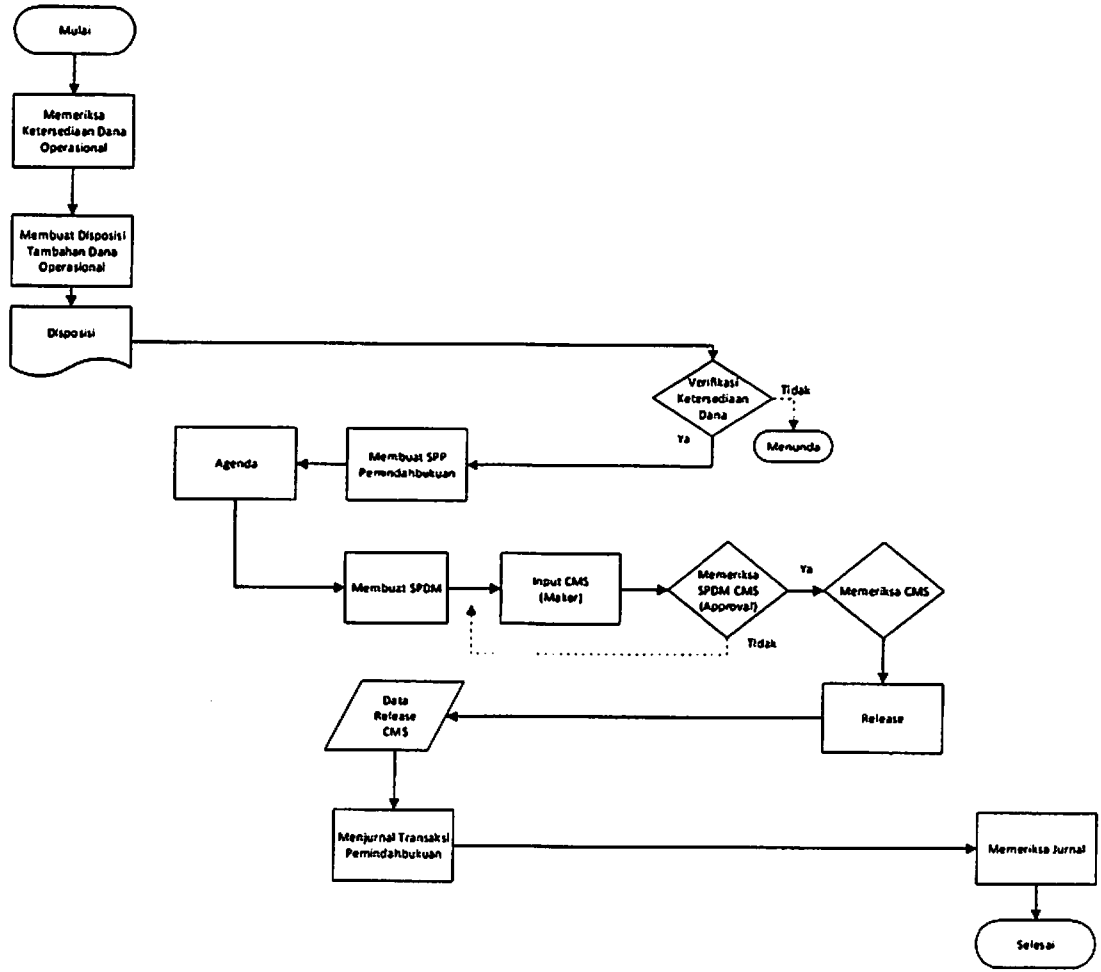 Mulai
Memeriksa
Ketersediaan Dana
Operasional
Membuat Disposisi
Tambahan Dana
Operasional
Disposisi
Verifikasi
Ketersediaan
Dana
Tidak
Menunda
Ya
Agenda
Membuat SPP
Pemindahbukuan
Membuat SPDM
Input CMS
(Maker)
Memeriksa
SPDM CMS
(Approval)
Ya
Memeriksa CMS
Tidak
Data
Release
CMS
Release
Menjurnal Transaksi
Pemindahbukuan
Memeriksa Jurnal
Selesai